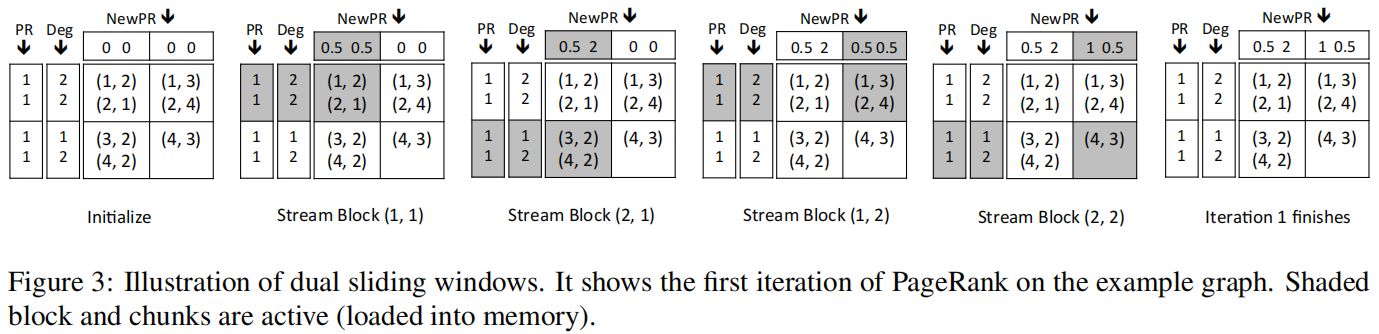 NewPR 🡫
PR Deg
🡫 🡫 0 0 0 0
1 2 (1, 2) (1, 3)
1 2 (2, 1) (2, 4)
1 1 (3, 2) (4, 3)
1 2 (4, 2)
Initialize
NewPR 🡫
PR Deg
🡫 🡫 0.5 0.5 0 0
1 2 (1, 2) (1, 3)
1 2 (2, 1) (2, 4)
1 1 (3, 2) (4, 3)
1 2 (4, 2)
Stream Block (1, 1)
NewPR 🡫
PR Deg
🡫 🡫 0.5 2 0 0
1 2 (1, 2) (1, 3)
1 2 (2, 1) (2, 4)
1 1 (3, 2) (4, 3)
1 2 (4, 2)
Stream Block (2, 1)
NewPR 🡫
PR Deg
🡫 🡫 0.5 2 0.5 0.5
1 2 (1, 2) (1, 3)
1 2 (2, 1) (2, 4)
1 1 (3, 2) (4, 3)
1 2 (4, 2)
Stream Block (1, 2)
NewPR 🡫
PR Deg
🡫 🡫 0.5 2 1 0.5
1 2 (1, 2) (1, 3)
1 2 (2, 1) (2, 4)
1 1 (3, 2) (4, 3)
1 2 (4, 2)
Stream Block (2, 2)
NewPR 🡫
PR Deg
🡫 🡫 0.5 2 1 0.5
1 2 (1, 2) (1, 3)
1 2 (2, 1) (2, 4)
1 1 (3, 2) (4, 3)
1 2 (4, 2)
Iteration 1 finishes
Figure 3: Illustration of dual sliding windows. It shows the first iteration of PageRank on the example graph. Shaded
block and chunks are active (loaded into memory).